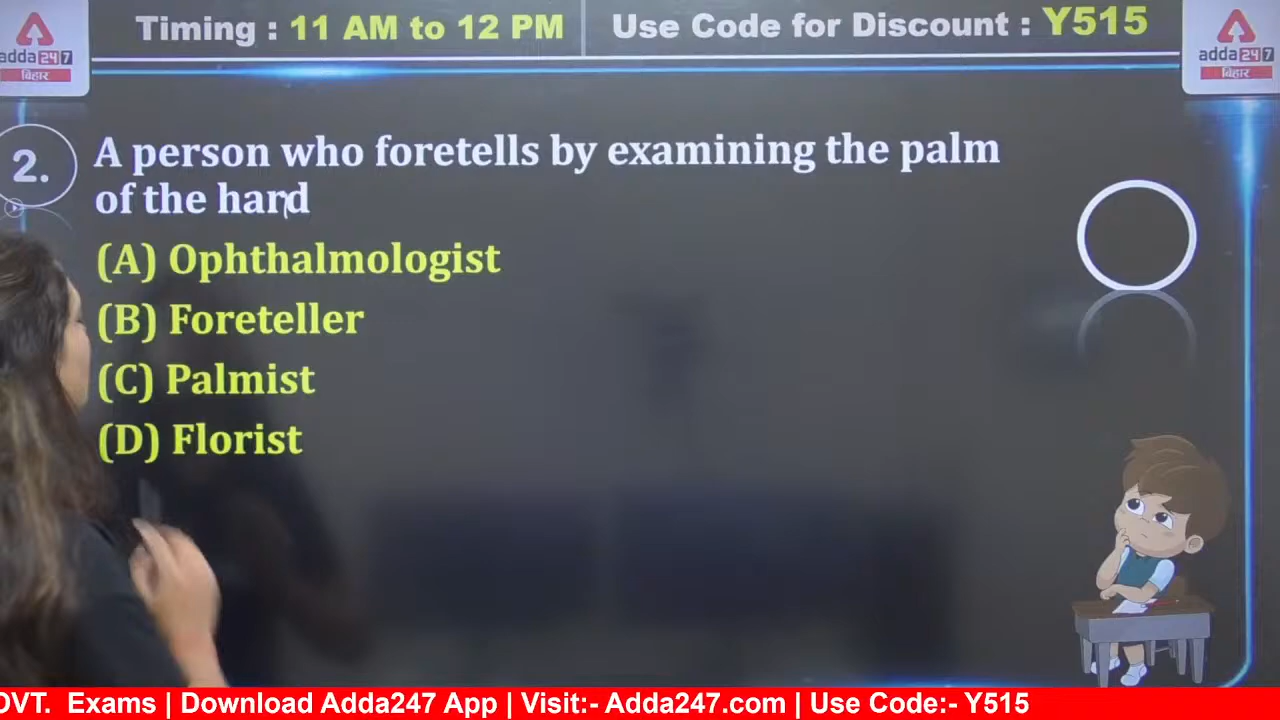 Timing : 11 AM to 12 PM
Use Code for Discount : Y515
adda247
बिहार
adda247
बिहार
2. A person who foretells by examining the palm
of the hand
(A) Ophthalmologist
(B) Foreteller
(C) Palmist
(D) Florist
OVT. Exams | Download Adda247 App | Visit:- Adda247.com | Use Code:- Y515